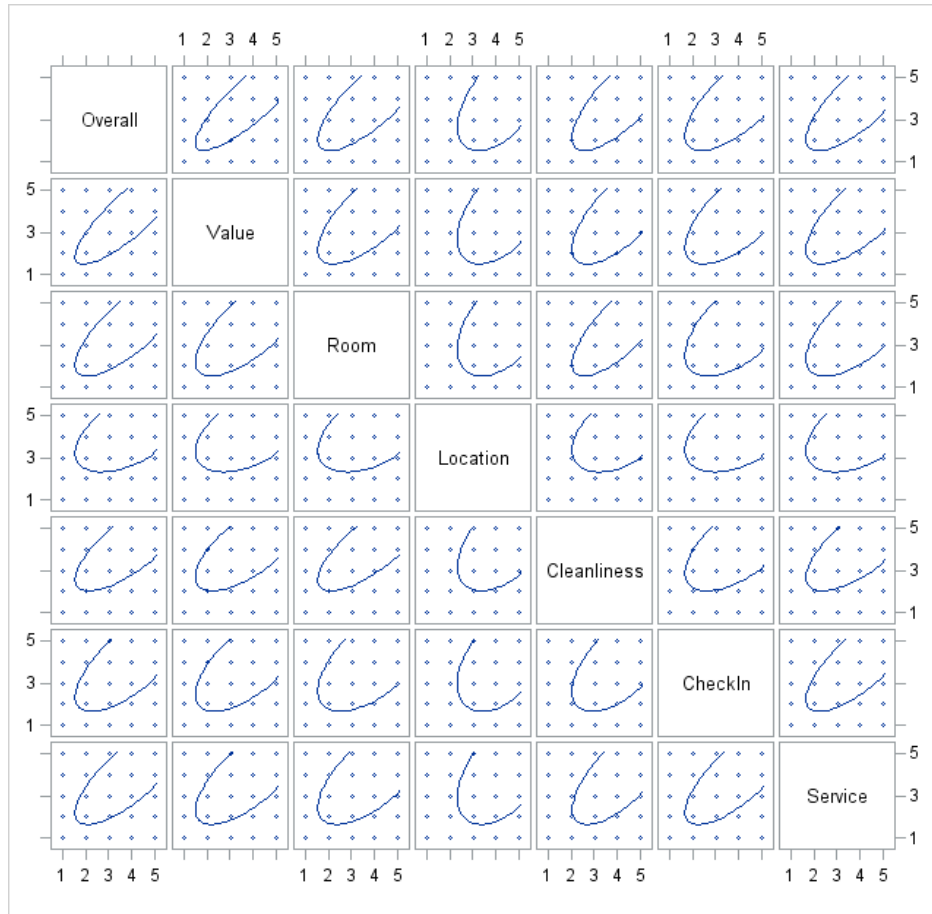 1 2 3 4 5 1 2 3 4 5 1 2 3 4 5
Overall 5 3 1
5 3 1 Value
Room 5 3 1
5 3 1 Location
Cleanliness 5 3 1
5 3 1 CheckIn
Service 5 3 1
1 2 3 4 5 1 2 3 4 5 1 2 3 4 5 1 2 3 4 5